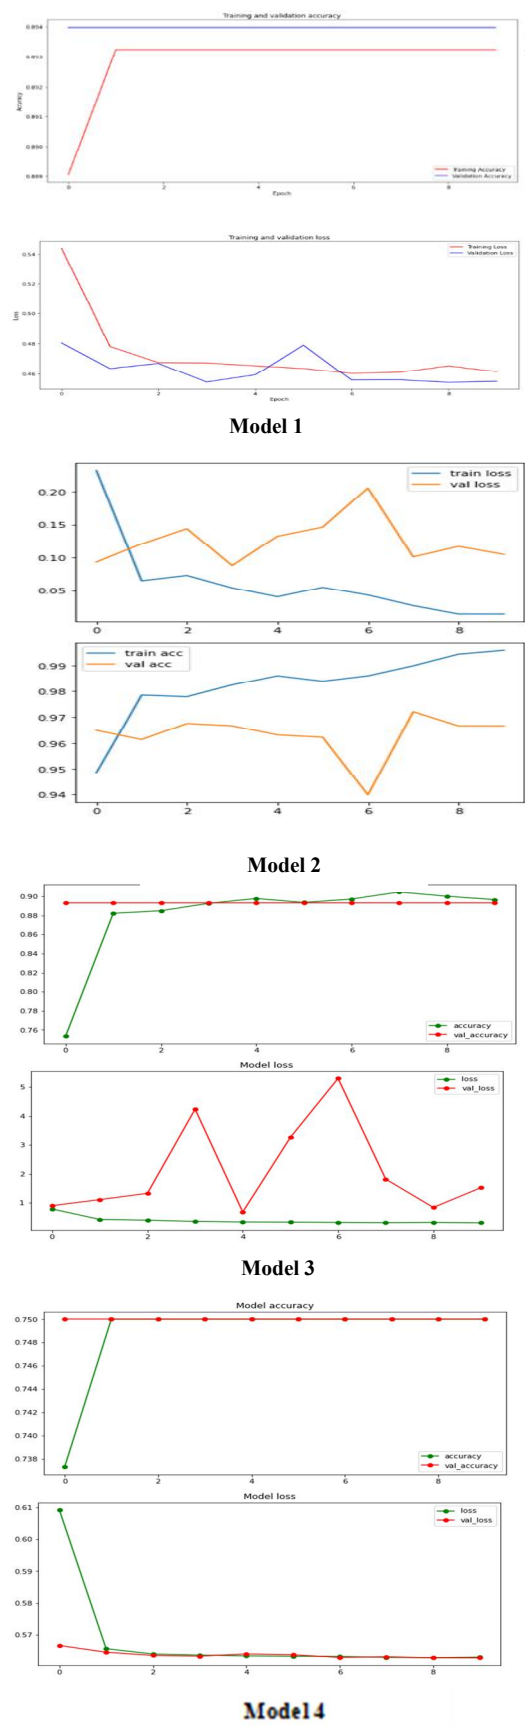 Training and validation accuracy
0.894
0.893
0.892
0.891
0.890
0.889
Acuracy
0 2 4 6 8
Epoch
Training Accuracy
Validation Accuracy
Training and validation loss
0.54
0.52
0.50
0.48
0.46
Loss
0 2 4 6 8
Epoch
Training Loss
Validation Loss
Model 1
0.20
0.15
0.10
0.05
train loss
val loss
0 2 4 6 8
train acc
val acc
0.99
0.98
0.97
0.96
0.95
0.94
0 2 4 6 8
Model 2
0.90
0.88
0.86
0.84
0.82
0.80
0.78
0.76
accuracy
val_accuracy
0 2 4 6 8
Model loss
5
4
3
2
1
loss
val_loss
0 2 4 6 8
Model 3
Model accuracy
0.750
0.748
0.746
0.744
0.742
0.740
0.738
accuracy
val_accuracy
0 2 4 6 8
Model loss
0.61
0.60
0.59
0.58
0.57
loss
val_loss
0 2 4 6 8
Model 4